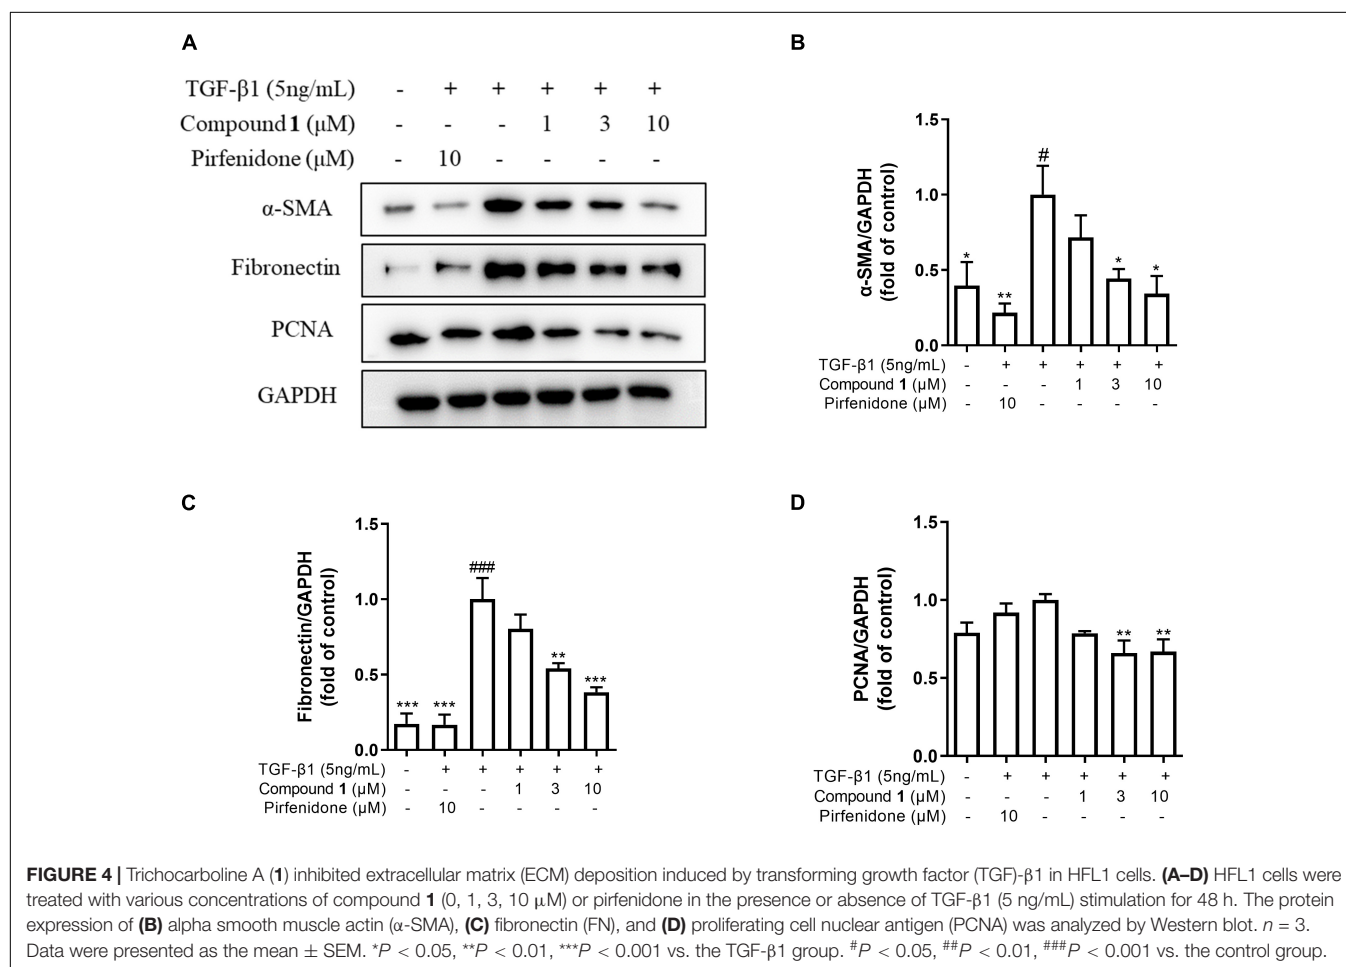 A
TGF-β1 (5ng/mL) - + + + + +
Compound 1 (μM) - - - 1 3 10
Pirfenidone (μM) - 10 - - - -
α-SMA
Fibronectin
PCNA
GAPDH
B
α-SMA/GAPDH
(fold of control)
1.5
1.0
0.5
0.0
* ** # * *
TGF-β1 (5ng/mL) - + + + + +
Compound 1 (μM) - - - 1 3 10
Pirfenidone (μM) - 10 - - - -
C
Fibronectin/GAPDH
(fold of control)
1.5
1.0
0.5
0.0
*** *** ### ** ***
TGF-β1 (5ng/mL) - + + + + +
Compound 1 (μM) - - - 1 3 10
Pirfenidone (μM) - 10 - - - -
D
PCNA/GAPDH
(fold of control)
1.5
1.0
0.5
0.0
** **
TGF-β1 (5ng/mL) - + + + + +
Compound 1 (μM) - - - 1 3 10
Pirfenidone (μM) - 10 - - - -
FIGURE 4 | Trichocarboline A (1) inhibited extracellular matrix (ECM) deposition induced by transforming growth factor (TGF)-β1 in HFL1 cells. (A–D) HFL1 cells were
treated with various concentrations of compound 1 (0, 1, 3, 10 μM) or pirfenidone in the presence or absence of TGF-β1 (5 ng/mL) stimulation for 48 h. The protein
expression of (B) alpha smooth muscle actin (α-SMA), (C) fibronectin (FN), and (D) proliferating cell nuclear antigen (PCNA) was analyzed by Western blot. n = 3.
Data were presented as the mean ± SEM. *P < 0.05, **P < 0.01, ***P < 0.001 vs. the TGF-β1 group. #P < 0.05, ##P < 0.01, ###P < 0.001 vs. the control group.